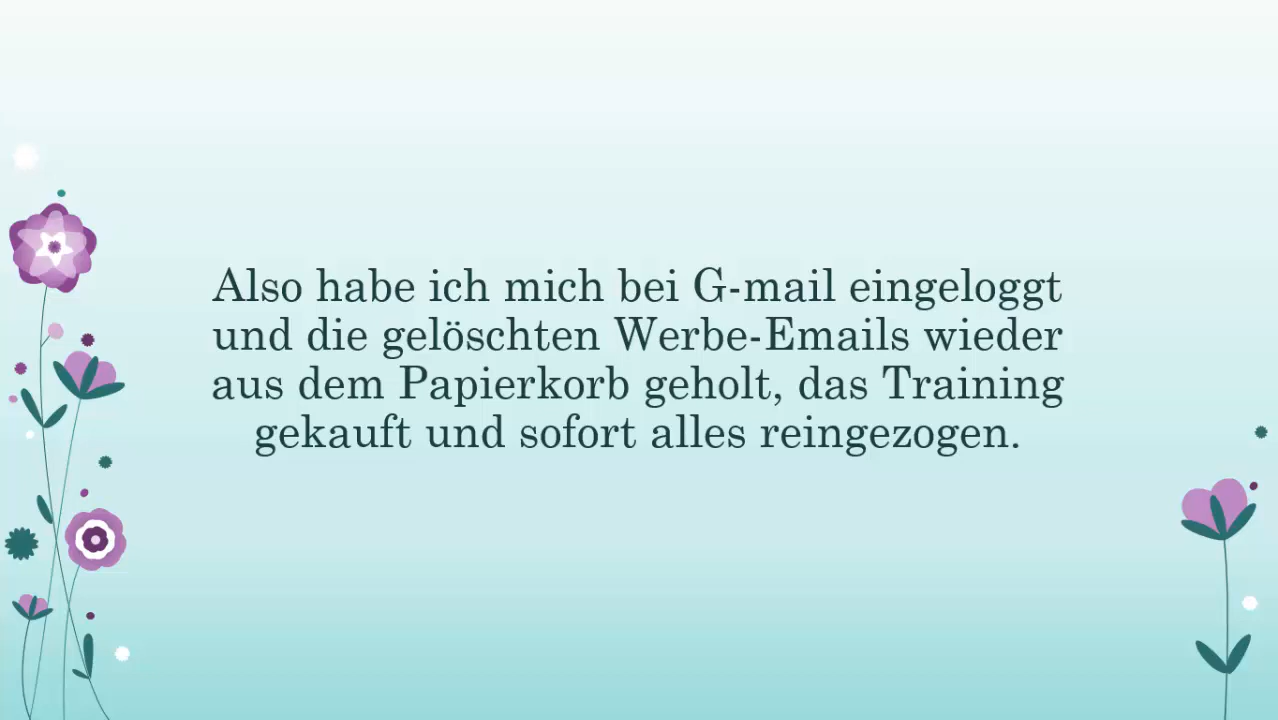 Also habe ich mich bei G-mail eingeloggt
und die gelöschten Werbe-Emails wieder
aus dem Papierkorb geholt, das Training
gekauft und sofort alles reingezogen.